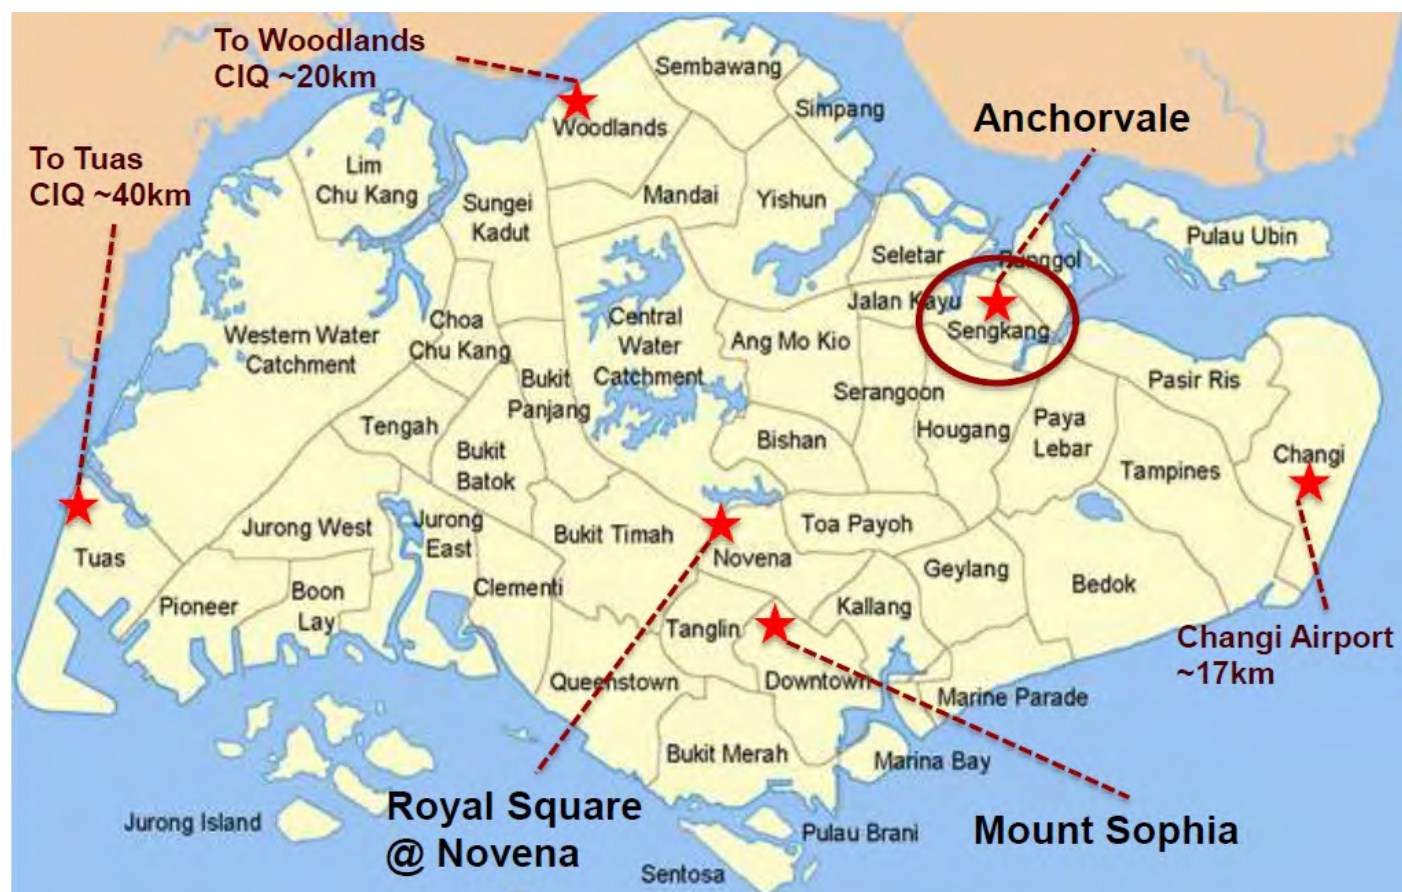 To Woodlands
CIQ ~20km
Sembawang
Simpang
Anchorvale
Woodlands
To Tuas
CIQ ~40km
Lim
Chu Kang
Sungei
Kadut
Mandai
Yishun
Seletar
Punggol
Pulau Ubin
Jalan Kayu
Sengkang
Western Water
Catchment
Choa
Chu Kang
Central
Water
Catchment
Ang Mo Kio
Bukit
Panjang
Serangoon
Pasir Ris
Tengah
Bukit
Batok
Bishan
Hougang
Paya
Lebar
Tampines
Changi
Jurong West
Jurong
East
Bukit Timah
Toa Payoh
Tuas
Novena
Geylang
Bedok
Pioneer
Boon
Lay
Clementi
Kallang
Tanglin
Changi Airport
~17km
Queenstown
Downtown
Marine Parade
Bukit Merah
Marina Bay
Royal Square
@ Novena
Mount Sophia
Jurong Island
Pulau Brani
Sentosa